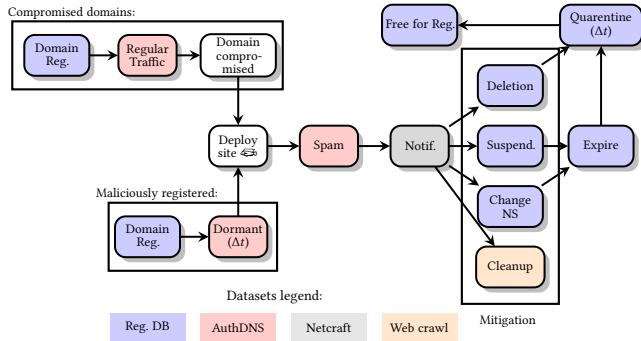 Compromised domains:
Domain
Reg.
Regular
Traffic
Domain
compro-
mised
Free for Reg.
Quarentine
(Δt)
Deletion
Deploy
site
Spam
Notif.
Suspend.
Expire
Maliciously registered:
Domain
Reg.
Dormant
(Δt)
Change
NS
Cleanup
Mitigation
Datasets legend:
Reg. DB
AuthDNS
Netcraft
Web crawl